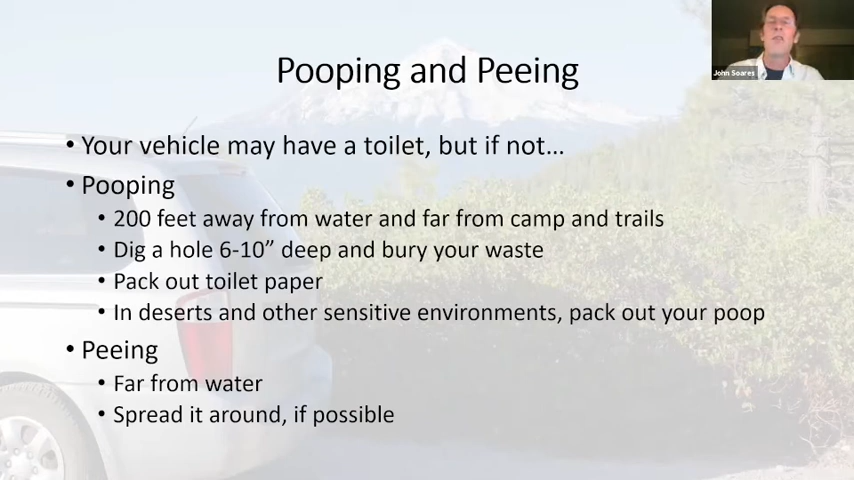 Pooping and Peeing
John Soares
• Your vehicle may have a toilet, but if not…
• Pooping
• 200 feet away from water and far from camp and trails
• Dig a hole 6-10” deep and bury your waste
• Pack out toilet paper
• In deserts and other sensitive environments, pack out your poop
• Peeing
• Far from water
• Spread it around, if possible